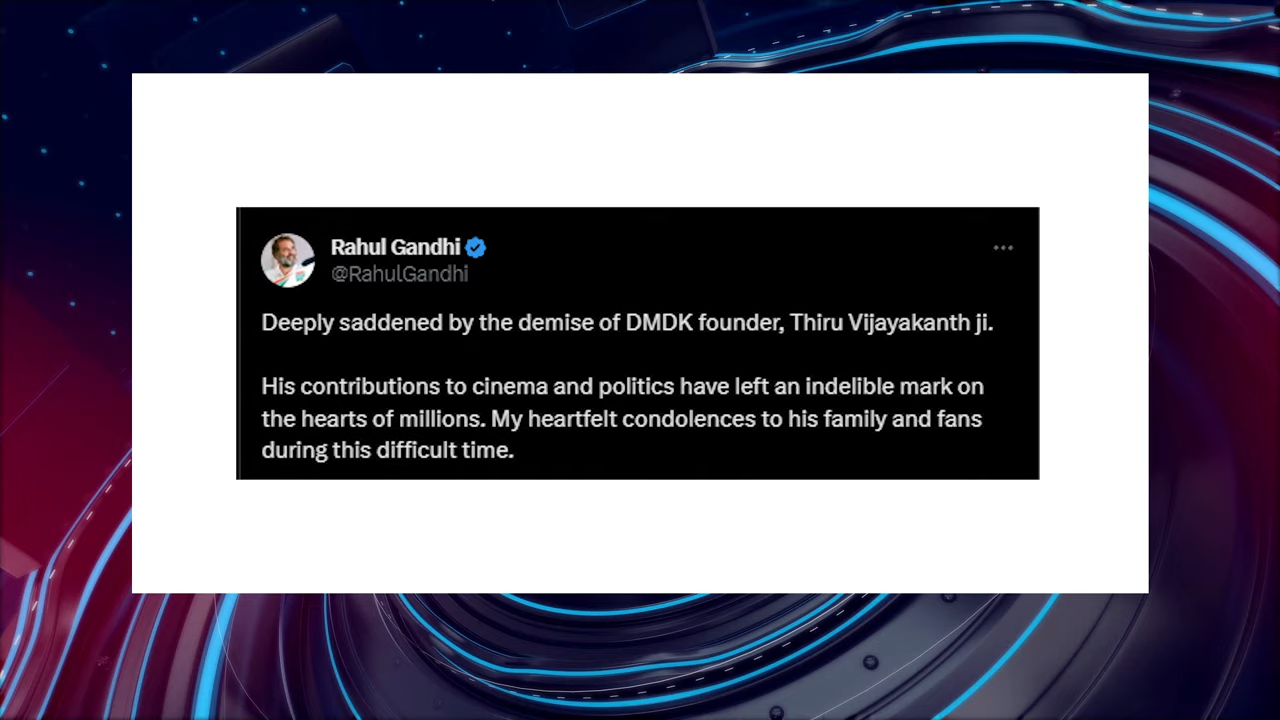 Rahul Gandhi
@RahulGandhi
Deeply saddened by the demise of DMDK founder, Thiru Vijayakanth ji.
His contributions to cinema and politics have left an indelible mark on
the hearts of millions. My heartfelt condolences to his family and fans
during this difficult time.